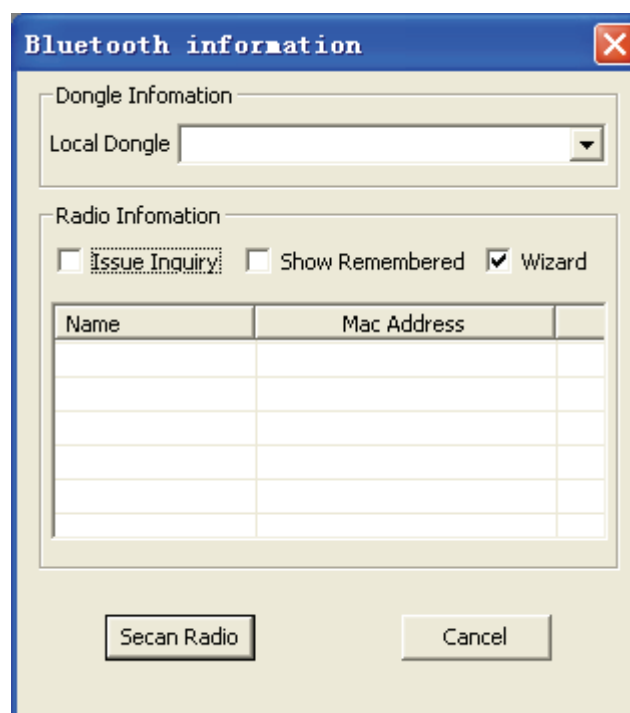 Bluetooth information
Dongle Infomation
Local Dongle
Radio Infomation
Issue Inquiry Show Remembered Wizard
Name Mac Address
Secan Radio Cancel